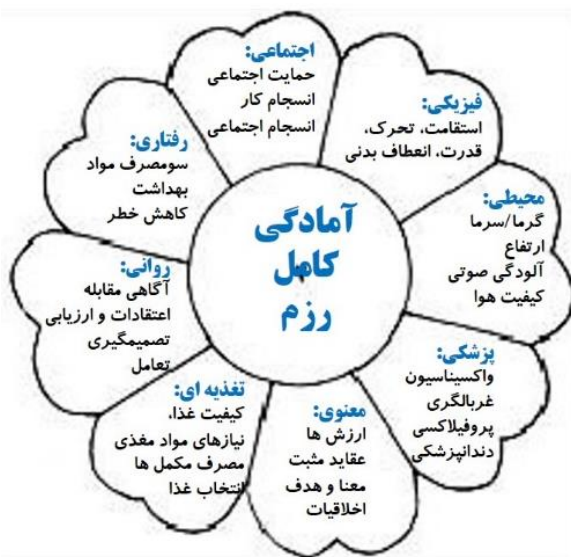 آمادگی
کامل
رزم
اجتماعی:
حمایت اجتماعی
انسجام کار
انسجام اجتماعی
فیزیکی:
استقامت، تحرک،
قدرت، انعطاف بدنی
محیطی:
گرما/سرما
ارتفاع
آلودگی صوتی
کیفیت هوا
پزشکی:
واکسیناسیون
غربالگری
پروفیلاکسی
دندانپزشکی
معنوی:
ارزش ها
عقاید مثبت
معنا و هدف
اخلاقیات
تغذیه ای:
کیفیت غذا،
نیازهای مواد مغذی
مصرف مکمل ها
انتخاب غذا
روانی:
آگاهی مقابله
اعتقادات و ارزیابی
تصمیمگیری
تعامل
رفتاری:
سومصرف مواد
بهداشت
کاهش خطر